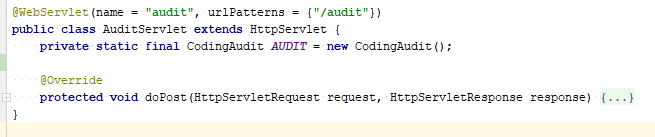 @WebServlet(name = "audit", urlPatterns = {"/audit"})
public class AuditServlet extends HttpServlet {
    private static final CodingAudit AUDIT = new CodingAudit();
    @Override
    protected void doPost(HttpServletRequest request, HttpServletResponse response) {...}
}